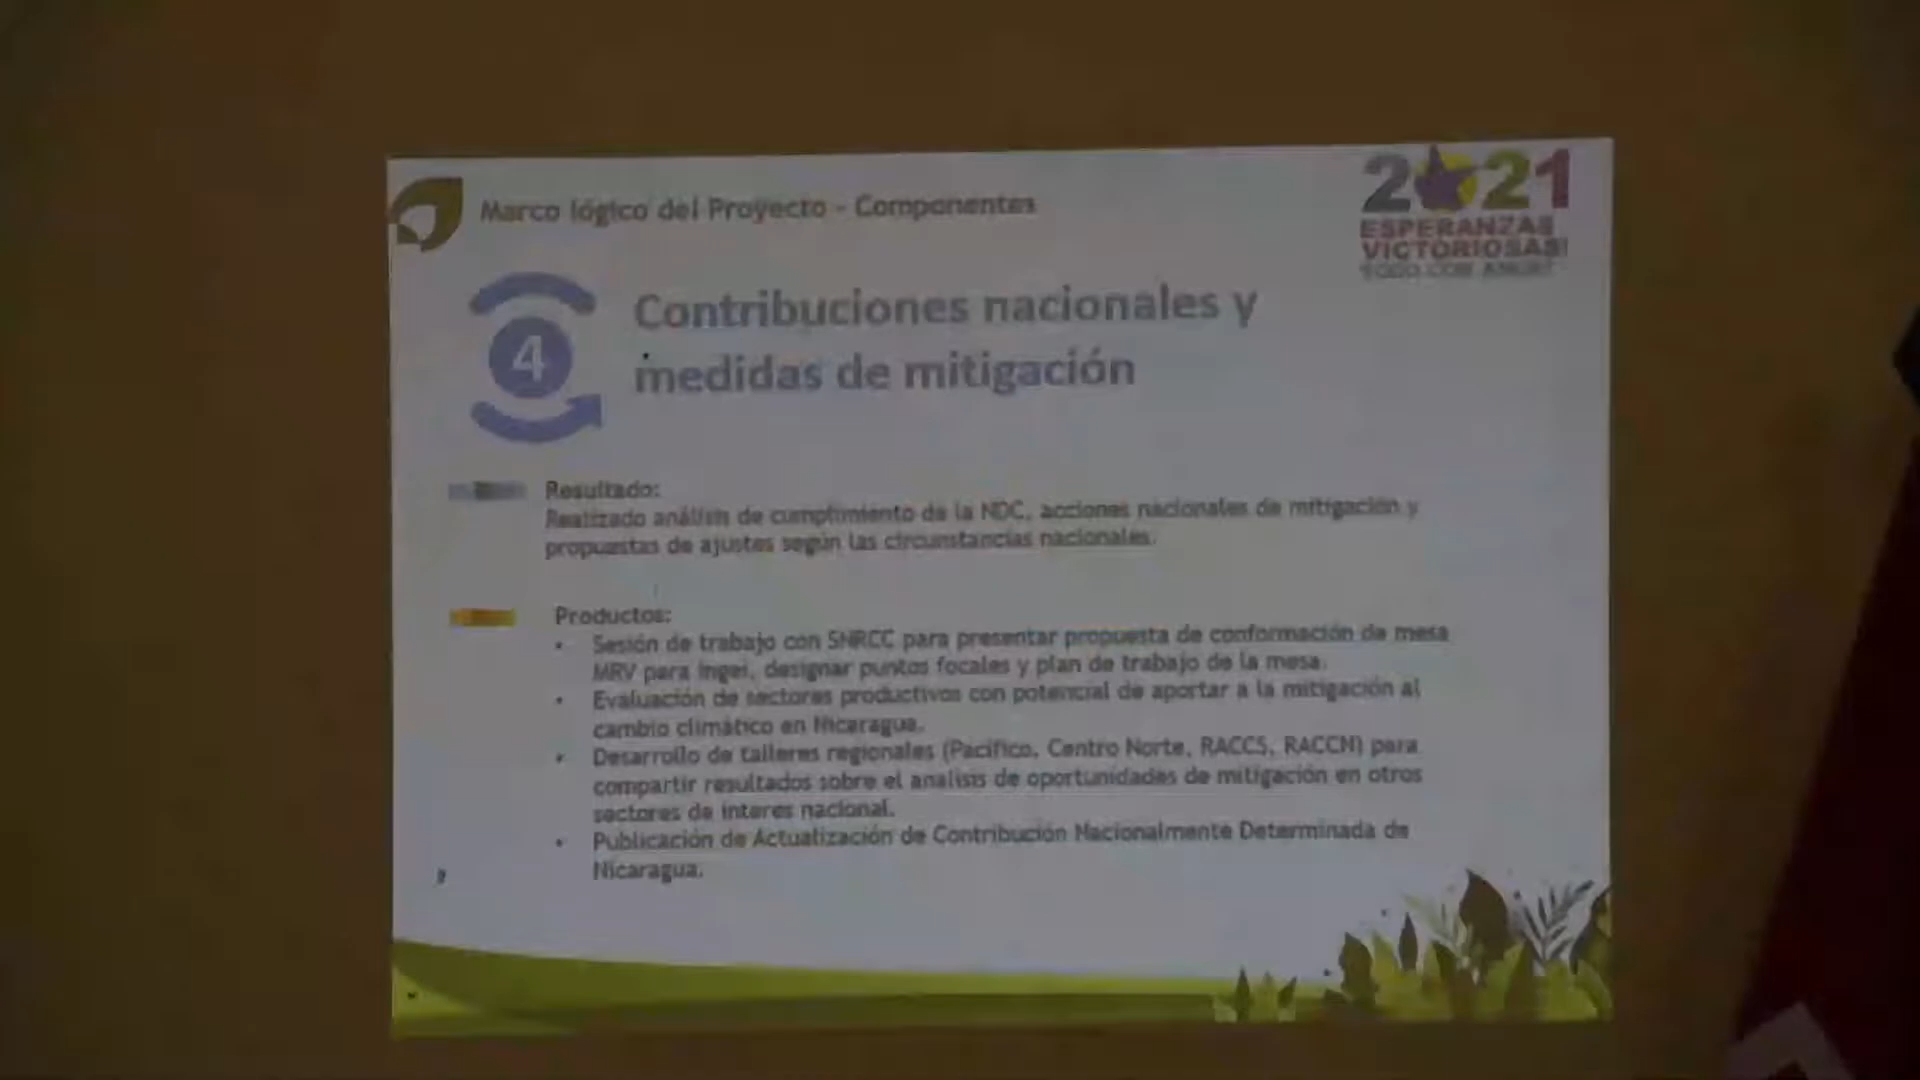 Marco lógico del Proyecto - Componentes
2021
ESPERANZAS
VICTORIOSAS!
TODO CON AMOR!
4
Contribuciones nacionales y
medidas de mitigación
Resultado:
Realizado análisis de cumplimiento de la NDC, acciones nacionales de mitigación y
propuestas de ajustes según las circunstancias nacionales.
Productos:
• Sesión de trabajo con SNRCC para presentar propuesta de conformación de mesa
MRV para ingei, designar puntos focales y plan de trabajo de la mesa.
• Evaluación de sectores productivos con potencial de aportar a la mitigación al
cambio climático en Nicaragua.
• Desarrollo de talleres regionales (Pacífico, Centro Norte, RACCS, RACCN) para
compartir resultados sobre el analisis de oportunidades de mitigación en otros
sectores de interes nacional.
• Publicación de Actualización de Contribución Nacionalmente Determinada de
Nicaragua.